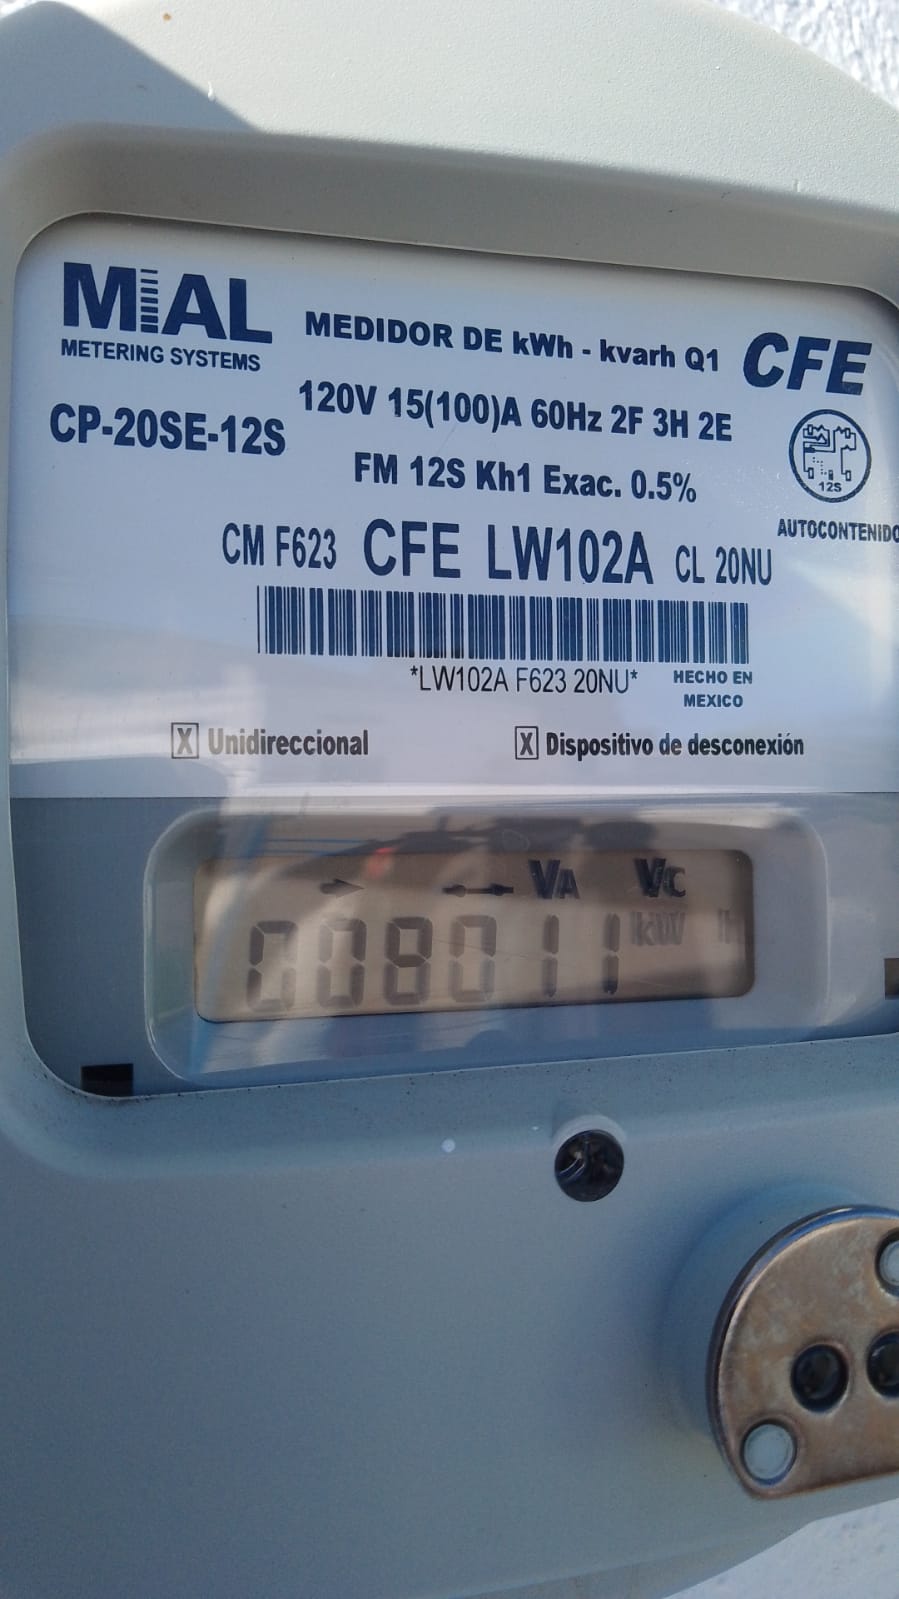 MIAL
METERING SYSTEMS
MEDIDOR DE kWh - kvarh Q1
CFE
CP-20SE-12S
120V 15(100)A 60Hz 2F 3H 2E
FM 12S Kh1 Exac. 0.5%
12S
AUTOCONTENIDO
CM F623 CFE LW102A CL 20NU
*LW102A F623 20NU*
HECHO EN
MEXICO
X Unidireccional
X Dispositivo de desconexión
VA VC
008011 kW h